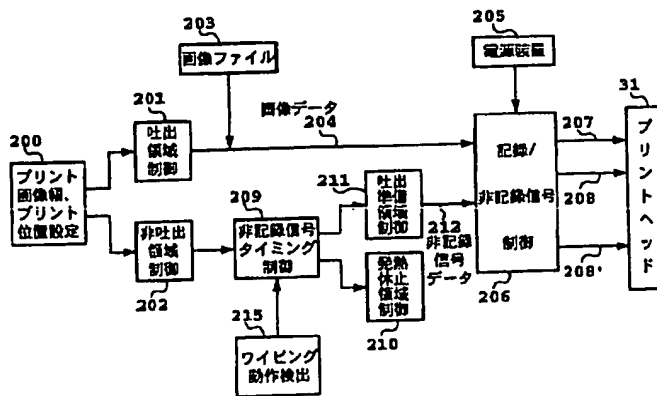 203
画像ファイル
205
電源装置
201
吐出
領域
制御
画像データ
204
200
プリント
画像幅、
プリント
位置設定
31
プリントヘッド
207
208
208'
記録/
非記録信号
制御
206
211
吐出
準備
領域
制御
212
非記録
信号
データ
209
非記録信号
タイミング
制御
非吐出
領域
制御
202
発熱
休止
領域
制御
210
215
ワイピング
動作検出